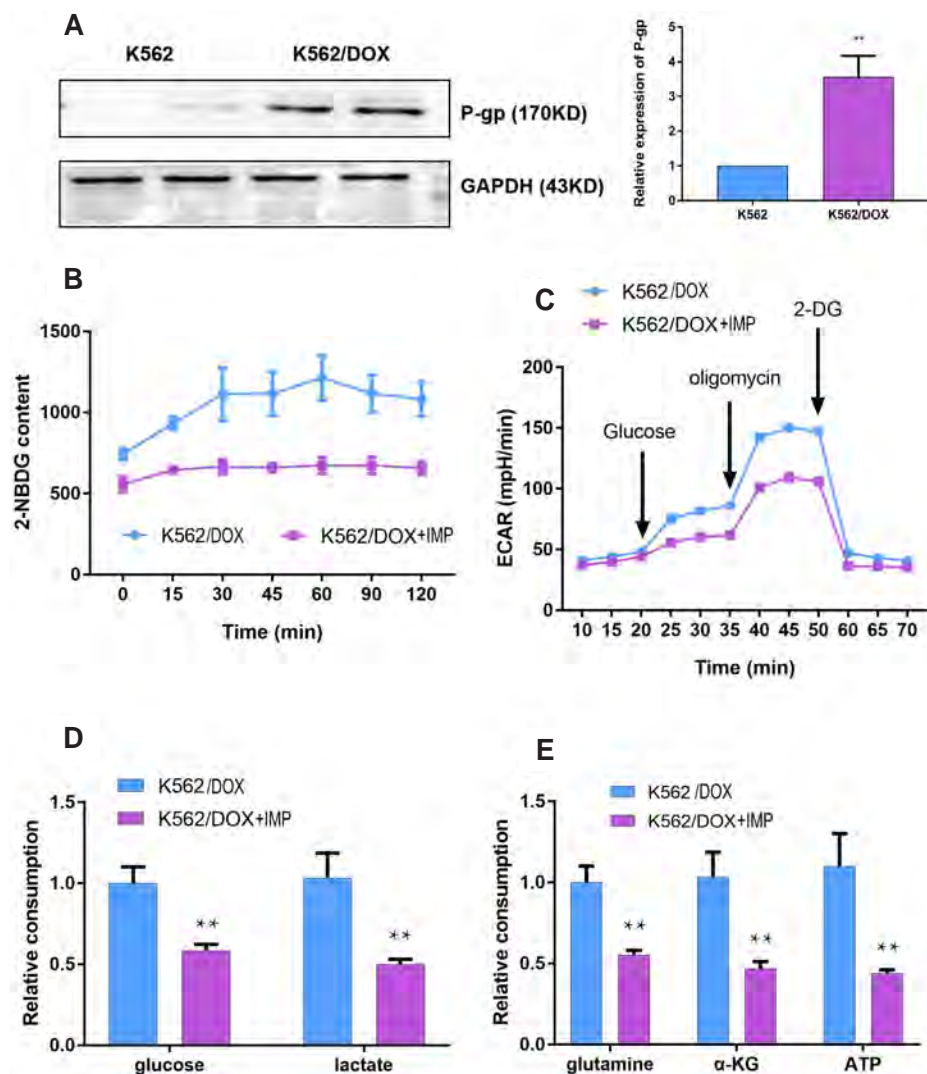 A
K562 K562/DOX
P-gp (170KD)
GAPDH (43KD)
Relative expression of P-gp
5
4
3
2
1
0
**
K562 K562/DOX
B
2-NBDG content
1500
1000
500
0
K562/DOX K562/DOX+IMP
0 15 30 45 60 90 120
Time (min)
C
K562/DOX
K562/DOX+IMP
2-DG
oligomycin
Glucose
ECAR (mpH/min)
200
150
100
50
0
10 15 20 25 30 35 40 45 50 60 65 70
Time (min)
D
K562/DOX
K562/DOX+IMP
Relative consumption
1.5
1.0
0.5
0.0
**
**
glucose lactate
E
K562/DOX
K562/DOX+IMP
Relative consumption
1.5
1.0
0.5
0.0
**
**
**
glutamine α-KG ATP